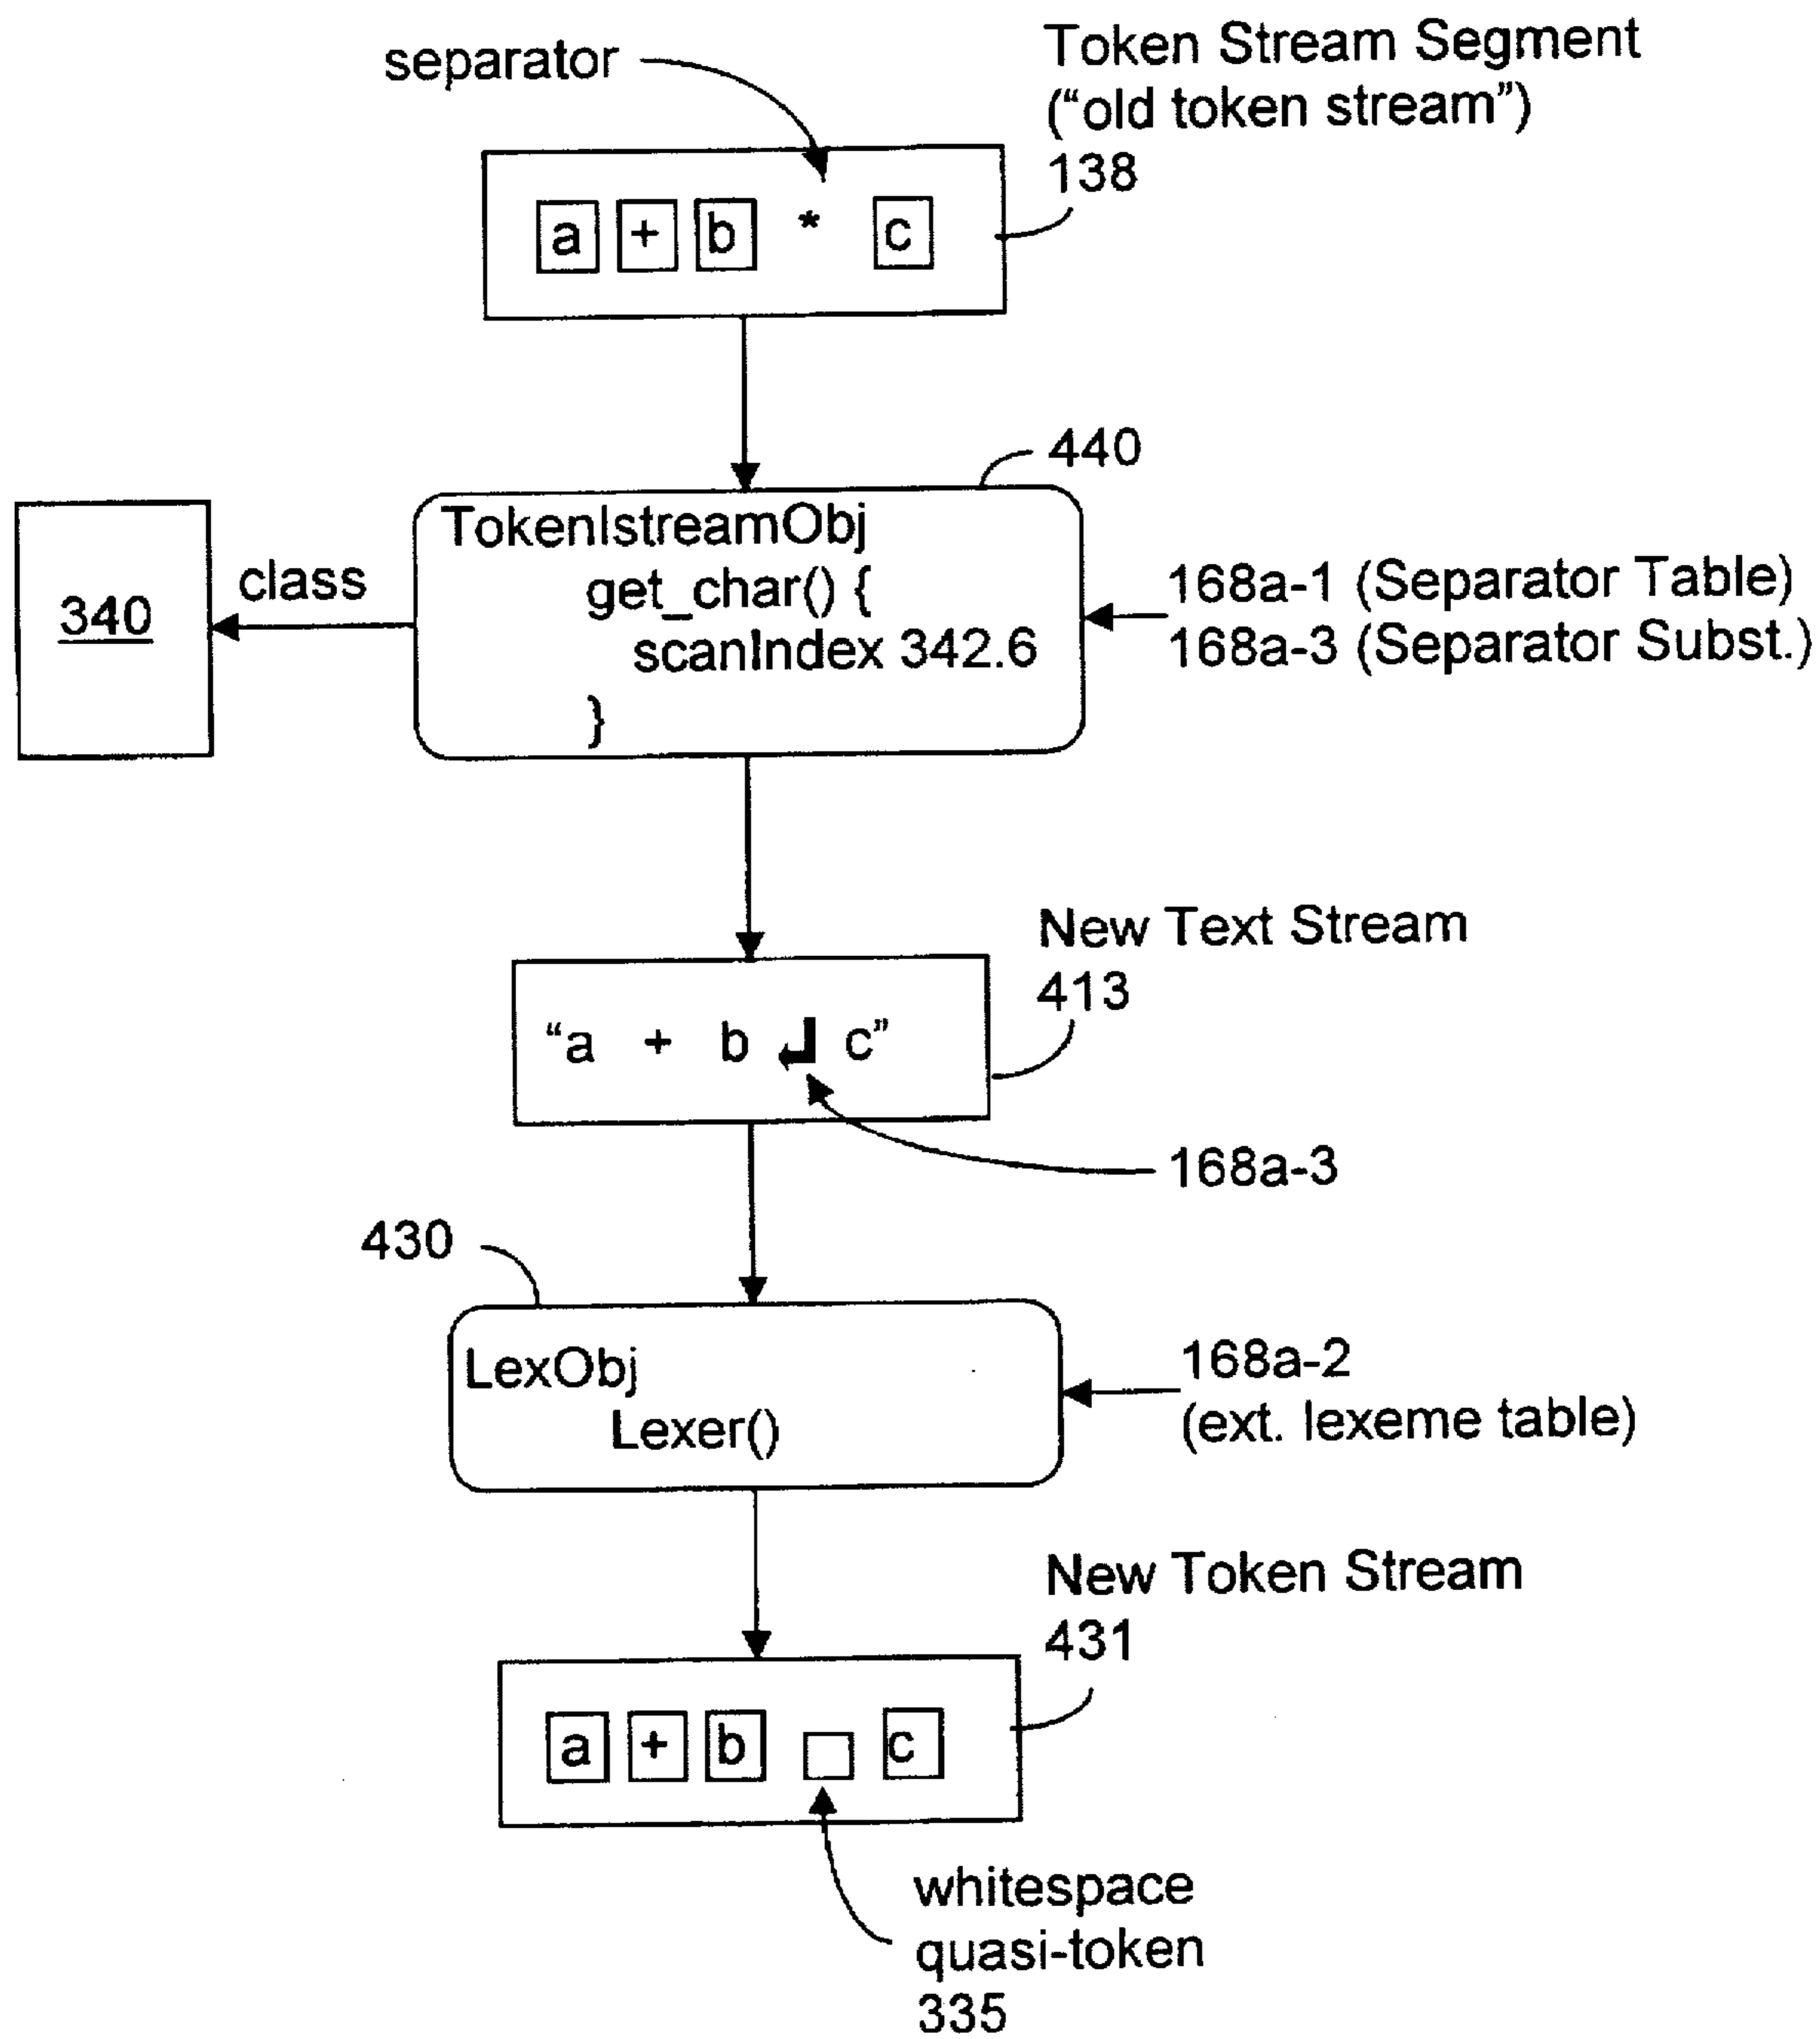 separator
Token Stream Segment
(“old token stream”)
138
a + b * c
440
TokenIstreamObj
get_char() {
scanIndex 342.6
}
class
340
168a-1 (Separator Table)
168a-3 (Separator Subst.)
New Text Stream
413
“a + b ↲ c”
168a-3
430
LexObj
Lexer()
168a-2
(ext. lexeme table)
New Token Stream
431
a + b c
whitespace
quasi-token
335